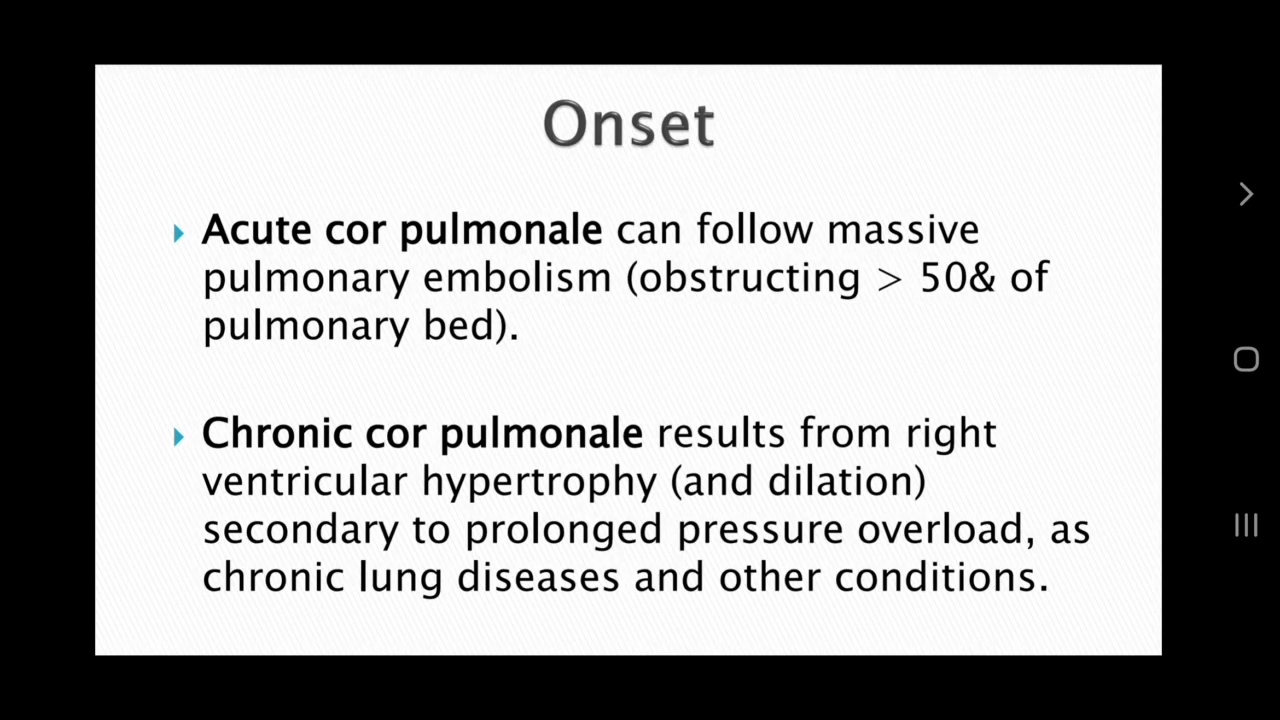 Onset
Acute cor pulmonale can follow massive
pulmonary embolism (obstructing > 50& of
pulmonary bed).
Chronic cor pulmonale results from right
ventricular hypertrophy (and dilation)
secondary to prolonged pressure overload, as
chronic lung diseases and other conditions.